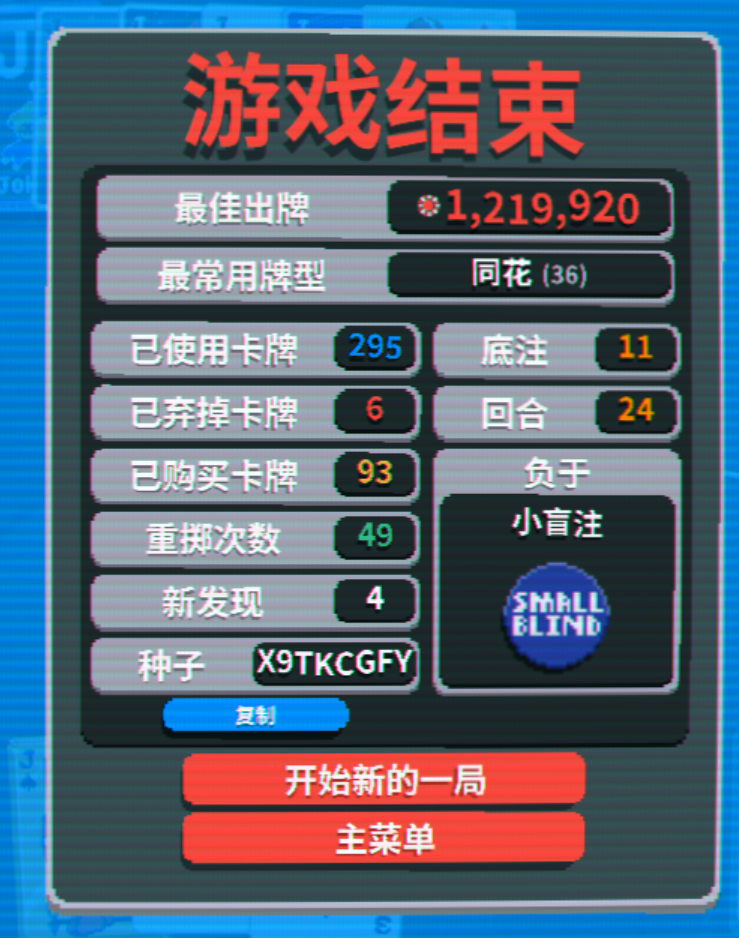 游戏结束
最佳出牌 1,219,920
最常用牌型 同花 (36)
已使用卡牌 295
底注 11
已弃掉卡牌 6
回合 24
已购买卡牌 93
负于
重掷次数 49
小盲注
新发现 4
SMALL
BLIND
种子 X9TKCGFY
复制
开始新的一局
主菜单